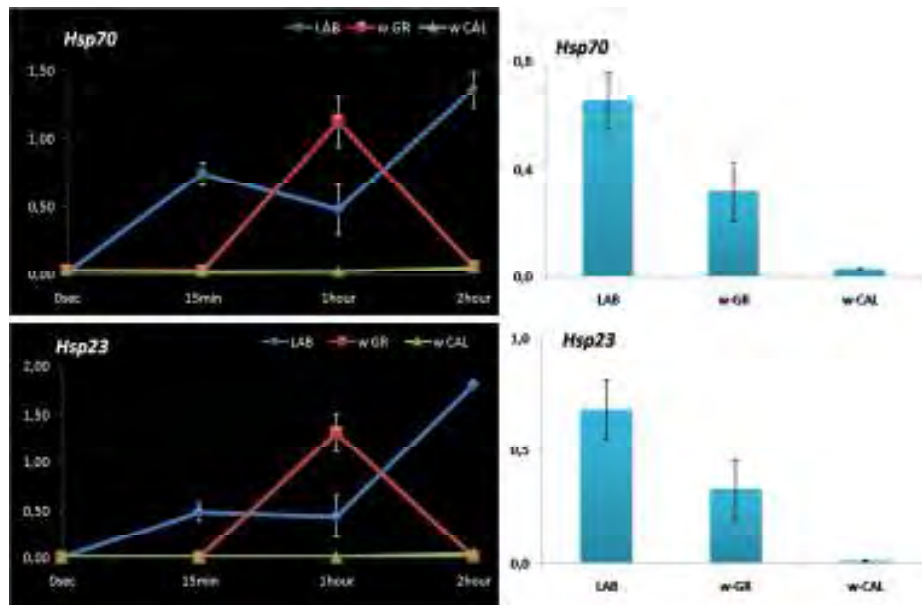 Hsp70
LAB w GR w CAL
1,50
1,00
0,50
0,00
0sec 15min 1hour 2hour
Hsp70
0,8
0,4
0,0
LAB w-GR w-CAL
Hsp23
LAB w GR w CAL
2,00
1,50
1,00
0,50
0,00
0sec 15min 1hour 2hour
Hsp23
1,0
0,5
0,0
LAB w-GR w-CAL